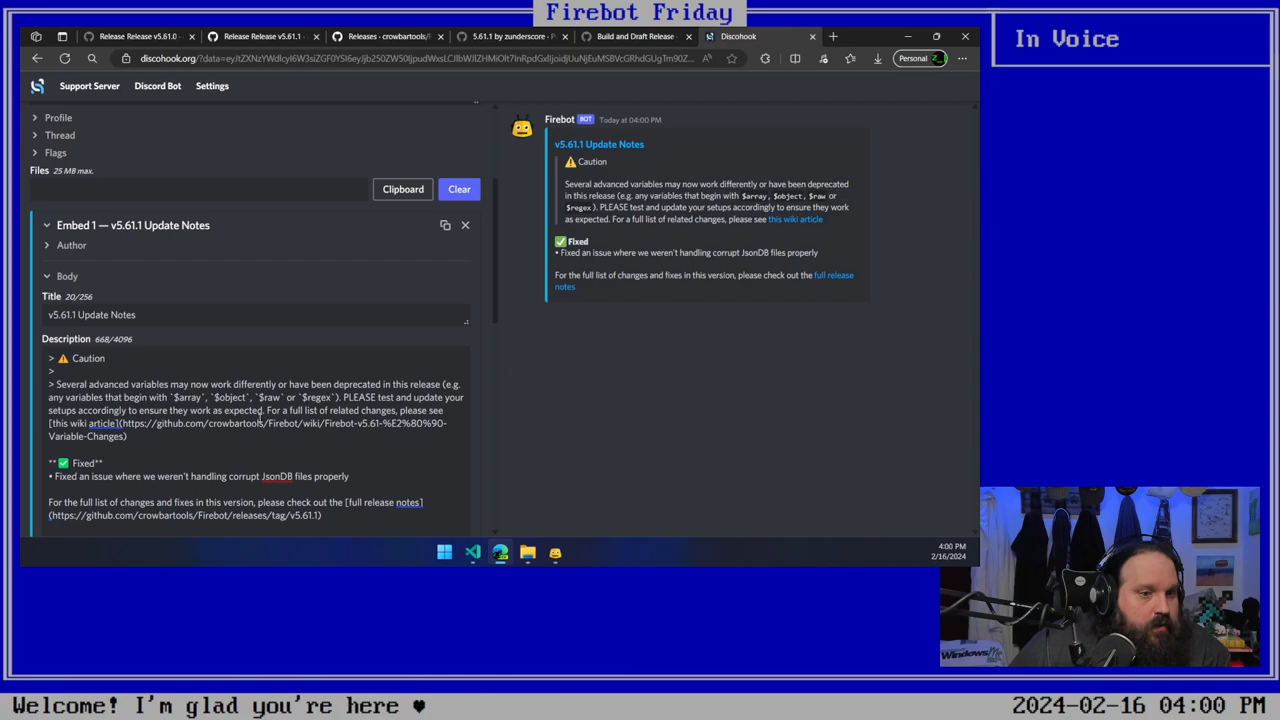 Firebot Friday
In Voice
Release Release v5.61.0
Release Release v5.61.1
Releases · crowbartools/
5.61.1 by zunderscore · P
Build and Draft Release
Discohook
discohook.org/?data=
Personal
Support Server
Discord Bot
Settings
Profile
Thread
Flags
Files 25 MB max.
Clipboard
Clear
Embed 1 — v5.61.1 Update Notes
Author
Body
Title 20/256
v5.61.1 Update Notes
Description 668/4096
> ⚠️ Caution
>
> Several advanced variables may now work differently or have been deprecated in this release (e.g.
any variables that begin with `$array`, `$object`, `$raw` or `$regex`). PLEASE test and update your
setups accordingly to ensure they work as expected. For a full list of related changes, please see
[this wiki article](https://github.com/crowbartools/Firebot/wiki/Firebot-v5.61-%E2%80%90-
Variable-Changes)
**✅ Fixed**
• Fixed an issue where we weren't handling corrupt JsonDB files properly
For the full list of changes and fixes in this version, please check out the [full release notes]
(https://github.com/crowbartools/Firebot/releases/tag/v5.61.1)
Firebot BOT Today at 04:00 PM
v5.61.1 Update Notes
⚠️ Caution
Several advanced variables may now work differently or have been deprecated
in this release (e.g. any variables that begin with $array, $object, $raw or
$regex). PLEASE test and update your setups accordingly to ensure they work
as expected. For a full list of related changes, please see this wiki article
✅ Fixed
• Fixed an issue where we weren't handling corrupt JsonDB files properly
For the full list of changes and fixes in this version, please check out the full release
notes
4:00 PM
2/16/2024
Windows Me
Welcome! I'm glad you're here ♥
2024-02-16 04:00 PM